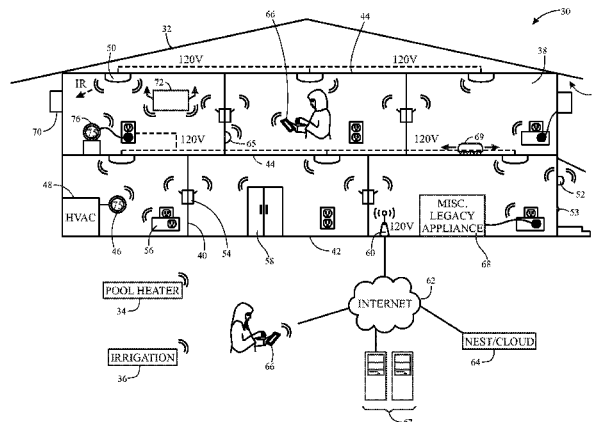 30
32
66
44
50
120V
120V
38
IR
72
70
76
120V
65
69
44
48
52
HVAC
75
53
MISC.
LEGACY
APPLIANCE
120V
46
56
40
54
58
42
60
68
POOL HEATER
34
INTERNET
62
NEST/CLOUD
64
IRRIGATION
36
66